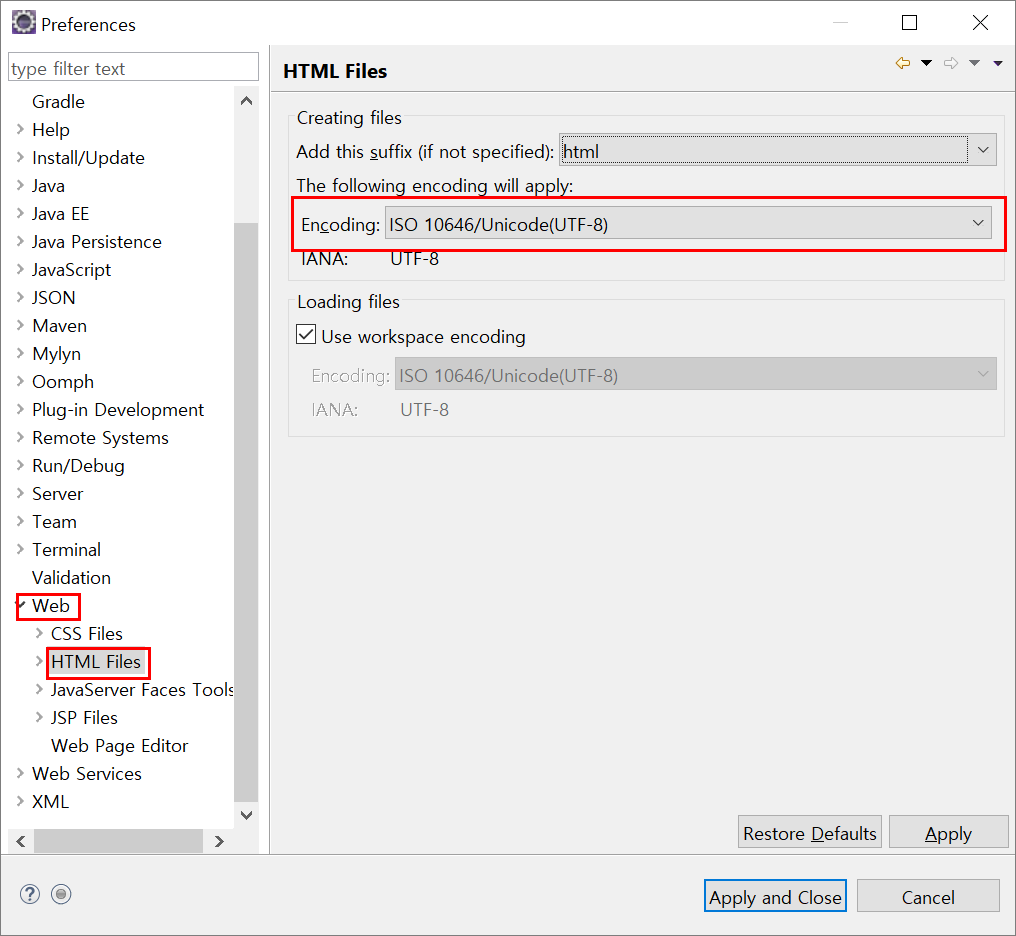 Preferences
type filter text
Gradle
Help
Install/Update
Java
Java EE
Java Persistence
JavaScript
JSON
Maven
Mylyn
Oomph
Plug-in Development
Remote Systems
Run/Debug
Server
Team
Terminal
Validation
Web
CSS Files
HTML Files
JavaServer Faces Tools
JSP Files
Web Page Editor
Web Services
XML
HTML Files
Creating files
Add this suffix (if not specified): html
The following encoding will apply:
Encoding: ISO 10646/Unicode(UTF-8)
IANA: UTF-8
Loading files
Use workspace encoding
Encoding: ISO 10646/Unicode(UTF-8)
IANA: UTF-8
Restore Defaults Apply
? Apply and Close Cancel